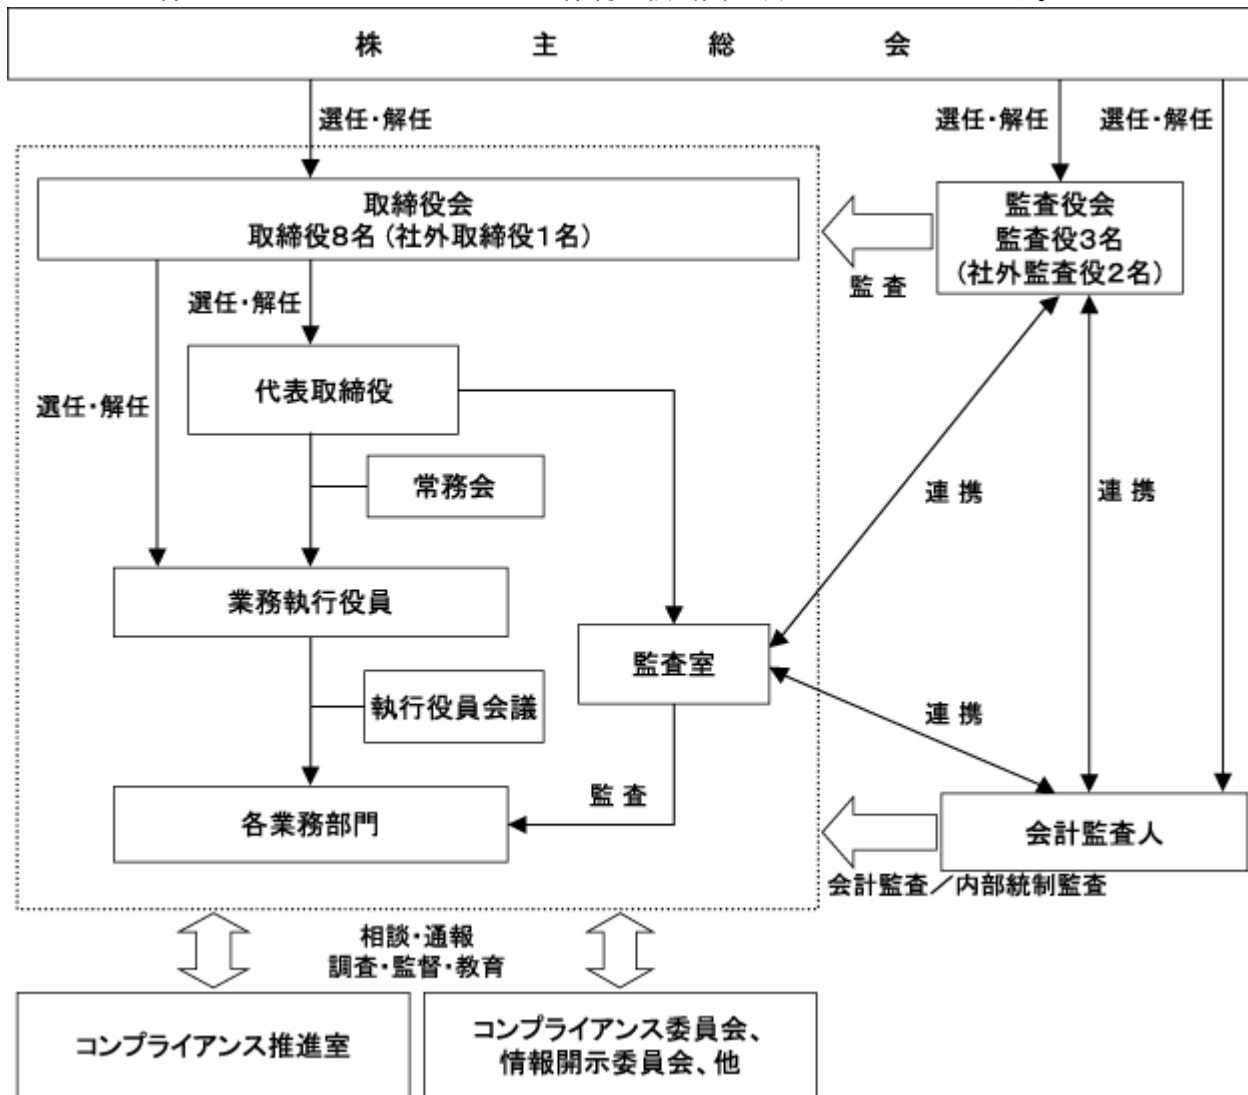 株主総会
選任・解任
選任・解任
選任・解任
取締役会
取締役8名（社外取締役1名）
監査役会
監査役3名
（社外監査役2名）
監 査
選任・解任
代表取締役
選任・解任
常務会
連 携
連 携
業務執行役員
監査室
執行役員会議
連 携
監 査
各業務部門
会計監査人
会計監査／内部統制監査
相談・通報
調査・監督・教育
コンプライアンス推進室
コンプライアンス委員会、
情報開示委員会、他